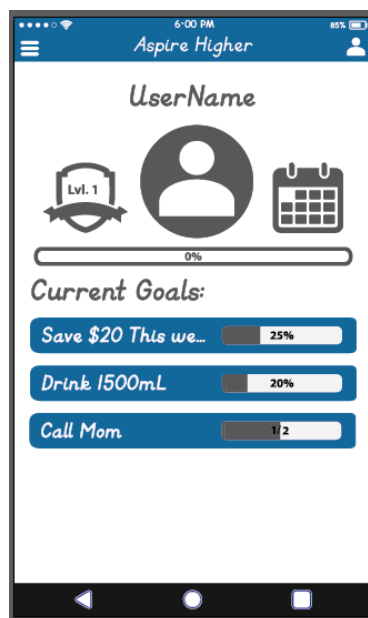 6:00 PM
85%
Aspire Higher
UserName
Lvl. 1
0%
Current Goals:
Save $20 This we...
25%
Drink 1500mL
20%
Call Mom
1/2